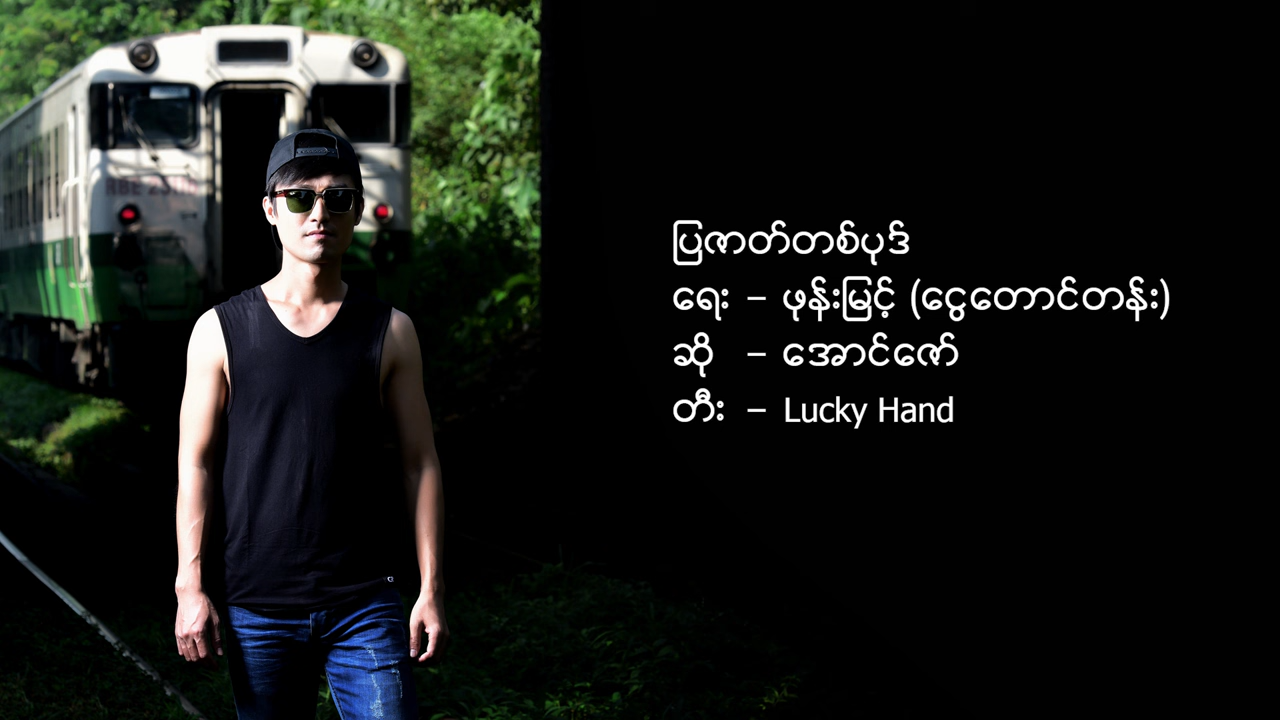 ပြဇာတ်တစ်ပုဒ်
ရေး – ဖုန်းမြင့် (ငွေတောင်တန်း)
ဆို – အောင်ဇော်
တီး – Lucky Hand